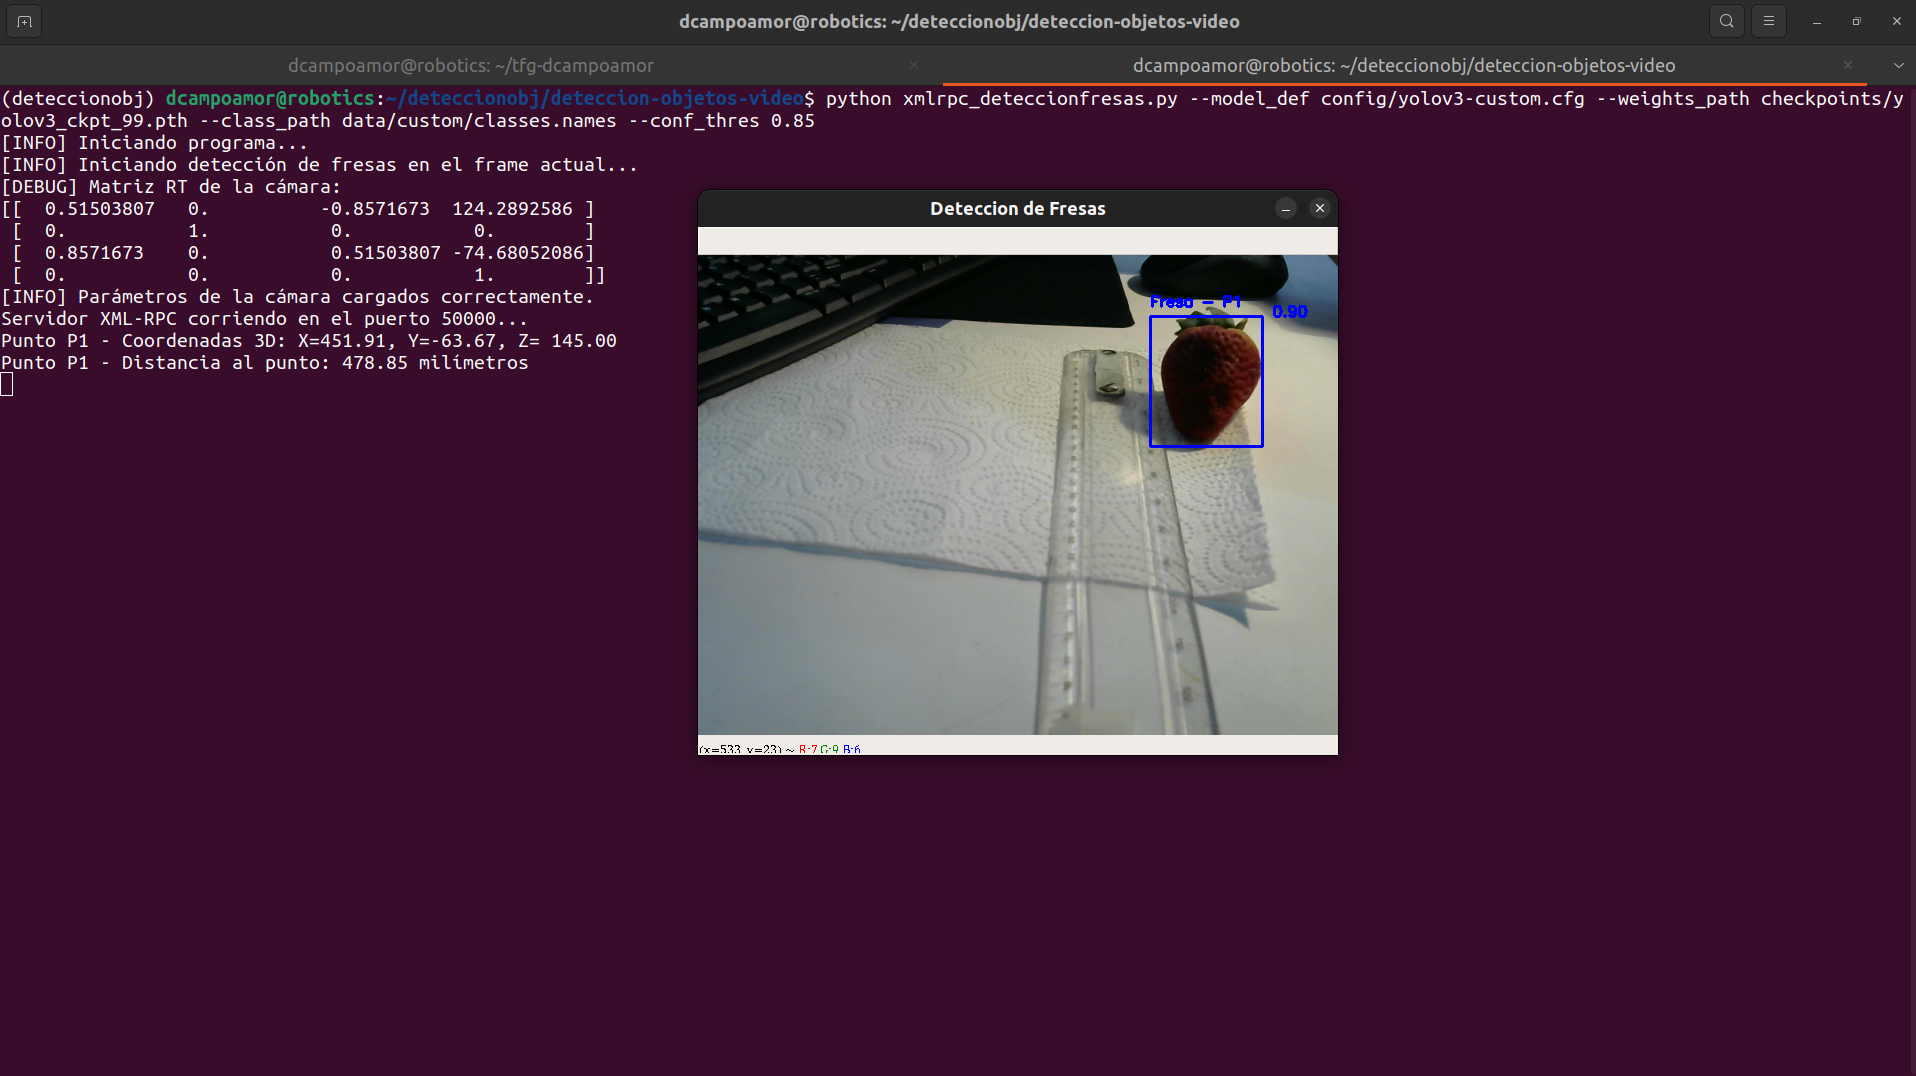 dcampoamor@robotics: ~/deteccionobj/deteccion-objetos-video
dcampoamor@robotics: ~/tfg-dcampoamor
dcampoamor@robotics: ~/deteccionobj/deteccion-objetos-video
(deteccionobj) dcampoamor@robotics:~/deteccionobj/deteccion-objetos-video$ python xmlrpc_deteccionfresas.py --model_def config/yolov3-custom.cfg --weights_path checkpoints/y
olov3_ckpt_99.pth --class_path data/custom/classes.names --conf_thres 0.85
[INFO] Iniciando programa...
[INFO] Iniciando detección de fresas en el frame actual...
[DEBUG] Matriz RT de la cámara:
[[ 0.51503807 0. -0.8571673 124.2892586 ]
[ 0. 1. 0. 0. ]
[ 0.8571673 0. 0.51503807 -74.68052086]
[ 0. 0. 0. 1. ]]
[INFO] Parámetros de la cámara cargados correctamente.
Servidor XML-RPC corriendo en el puerto 50000...
Punto P1 - Coordenadas 3D: X=451.91, Y=-63.67, Z= 145.00
Punto P1 - Distancia al punto: 478.85 milímetros
Deteccion de Fresas
Fresa - P1
0.90
(x=533, y=23) ~ R:7 G:9 B:6